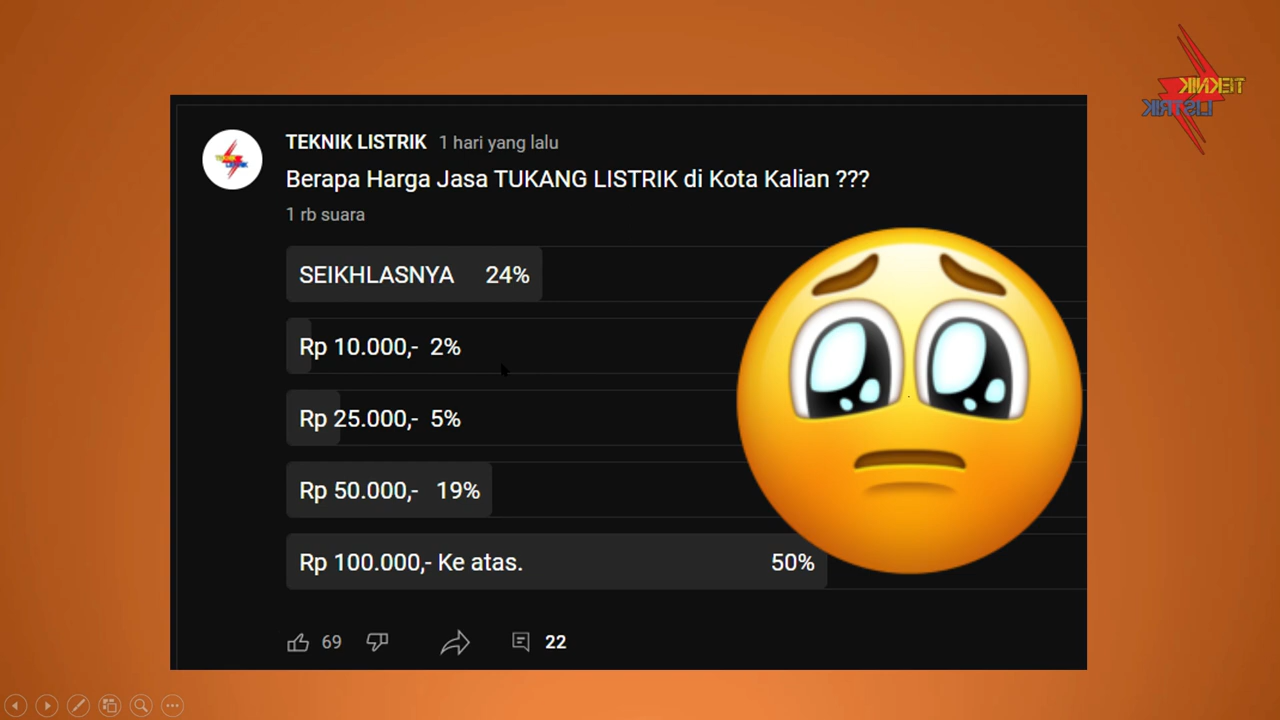 TEKNIK LISTRIK 1 hari yang lalu
Berapa Harga Jasa TUKANG LISTRIK di Kota Kalian ???
1 rb suara
SEIKHLASNYA 24%
Rp 10.000,- 2%
Rp 25.000,- 5%
Rp 50.000,- 19%
Rp 100.000,- Ke atas. 50%
69 22
TEKNIK
LISTRIK